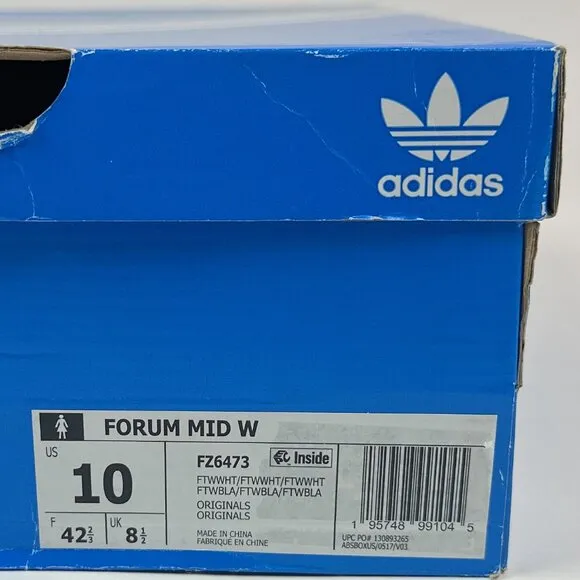 adidas
FORUM MID W
US
10
F
42 2/3
UK
8 1/2
FZ6473
Inside
FTWWHT/FTWWHT/FTWWHT
FTWBLA/FTWBLA/FTWBLA
ORIGINALS
ORIGINALS
MADE IN CHINA
FABRIQUE EN CHINE
1 95748 99104 5
UPC PO# 130893265
ABSBOXUS/0517/V03